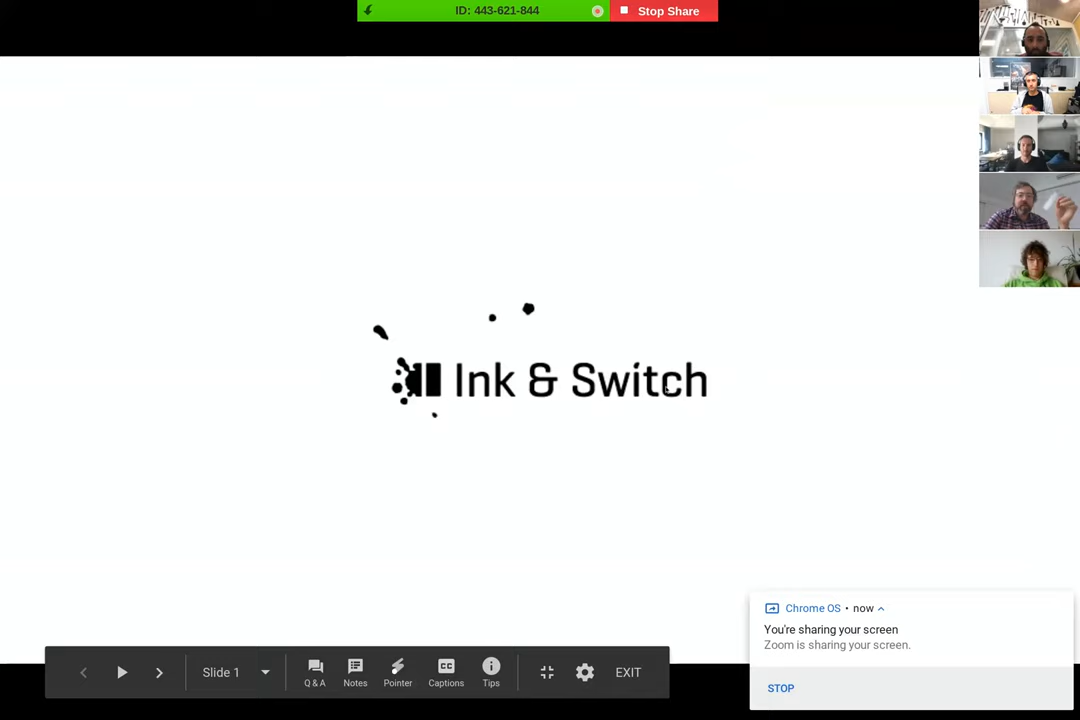 ID: 443-621-844
Stop Share
Ink & Switch
Chrome OS • now
You're sharing your screen
Zoom is sharing your screen.
STOP
Slide 1
Q & A
Notes
Pointer
CC
Captions
Tips
EXIT